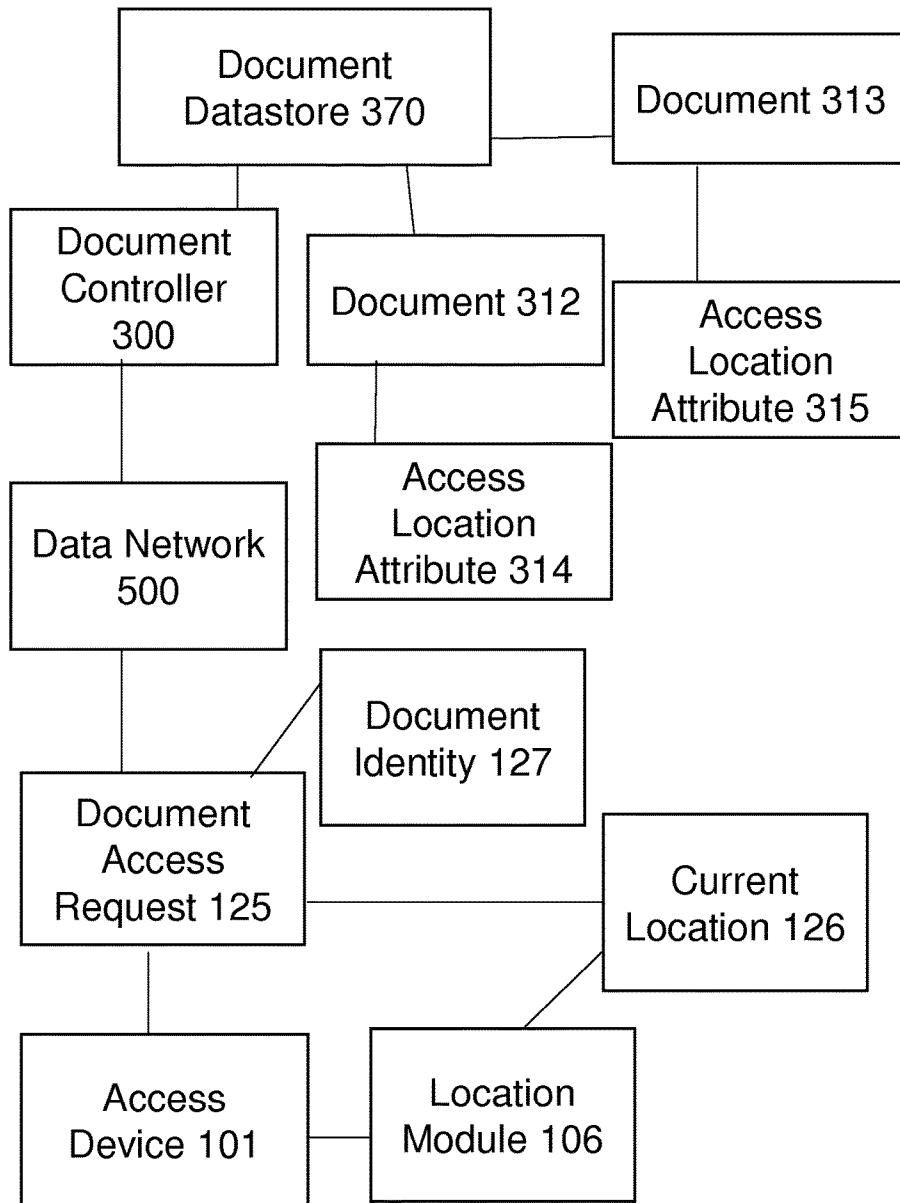 Document
Datastore 370
Document 313
Document
Controller
300
Document 312
Access
Location
Attribute 315
Access
Location
Attribute 314
Data Network
500
Document
Identity 127
Document
Access
Request 125
Current
Location 126
Access
Device 101
Location
Module 106